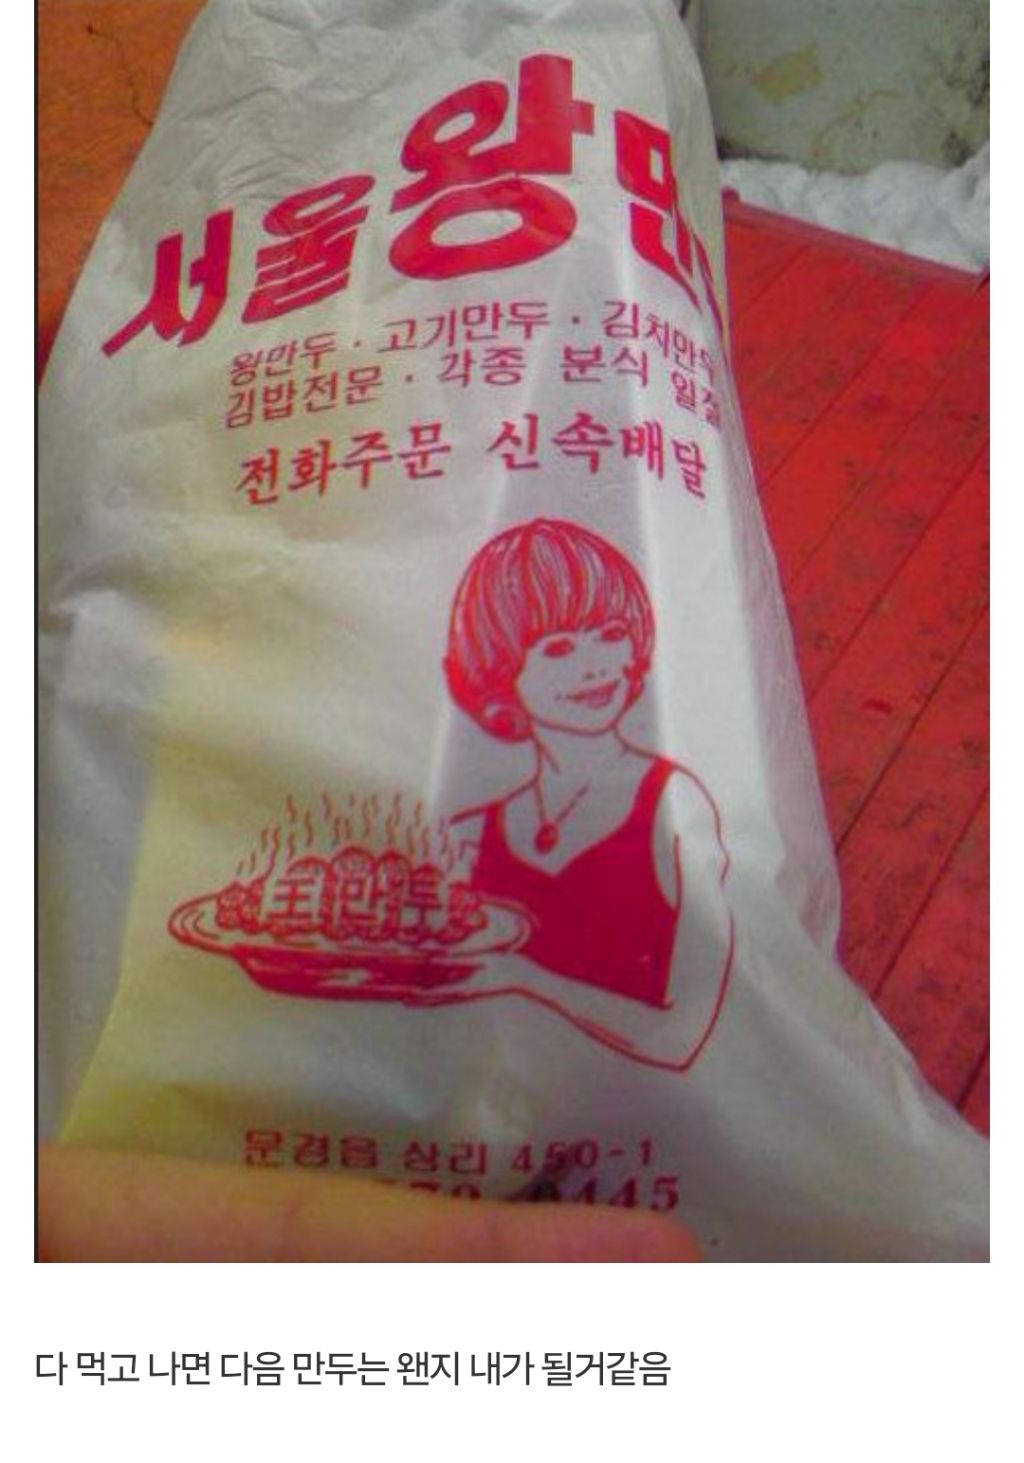 서울왕만
왕만두 · 고기만두 · 김치만두
김밥전문 · 각종 분식 일절
전화주문 신속배달
王만두
문경읍 상리 450-1
다 먹고 나면 다음 만두는 왠지 내가 될거같음